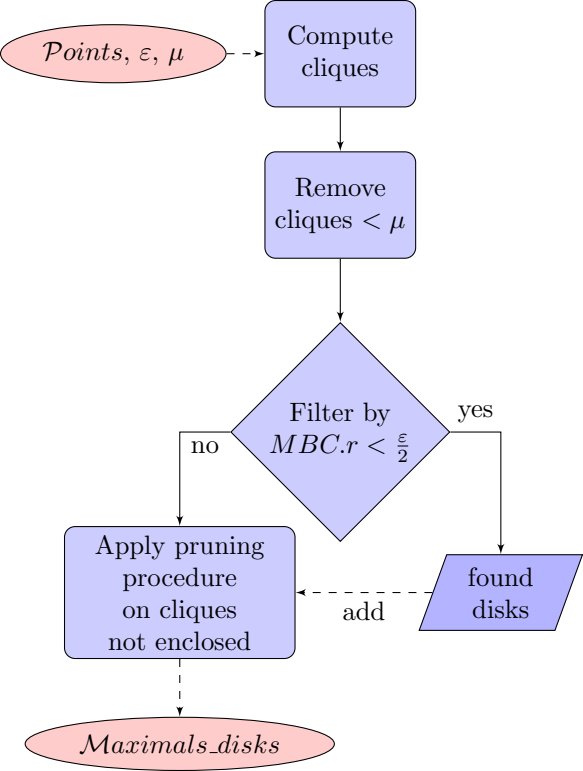 𝒫oints, ε, μ
Compute
cliques
Remove
cliques < μ
Filter by
MBC.r < ε/2
yes
no
Apply pruning
procedure
on cliques
not enclosed
found
disks
add
ℳaximals_disks